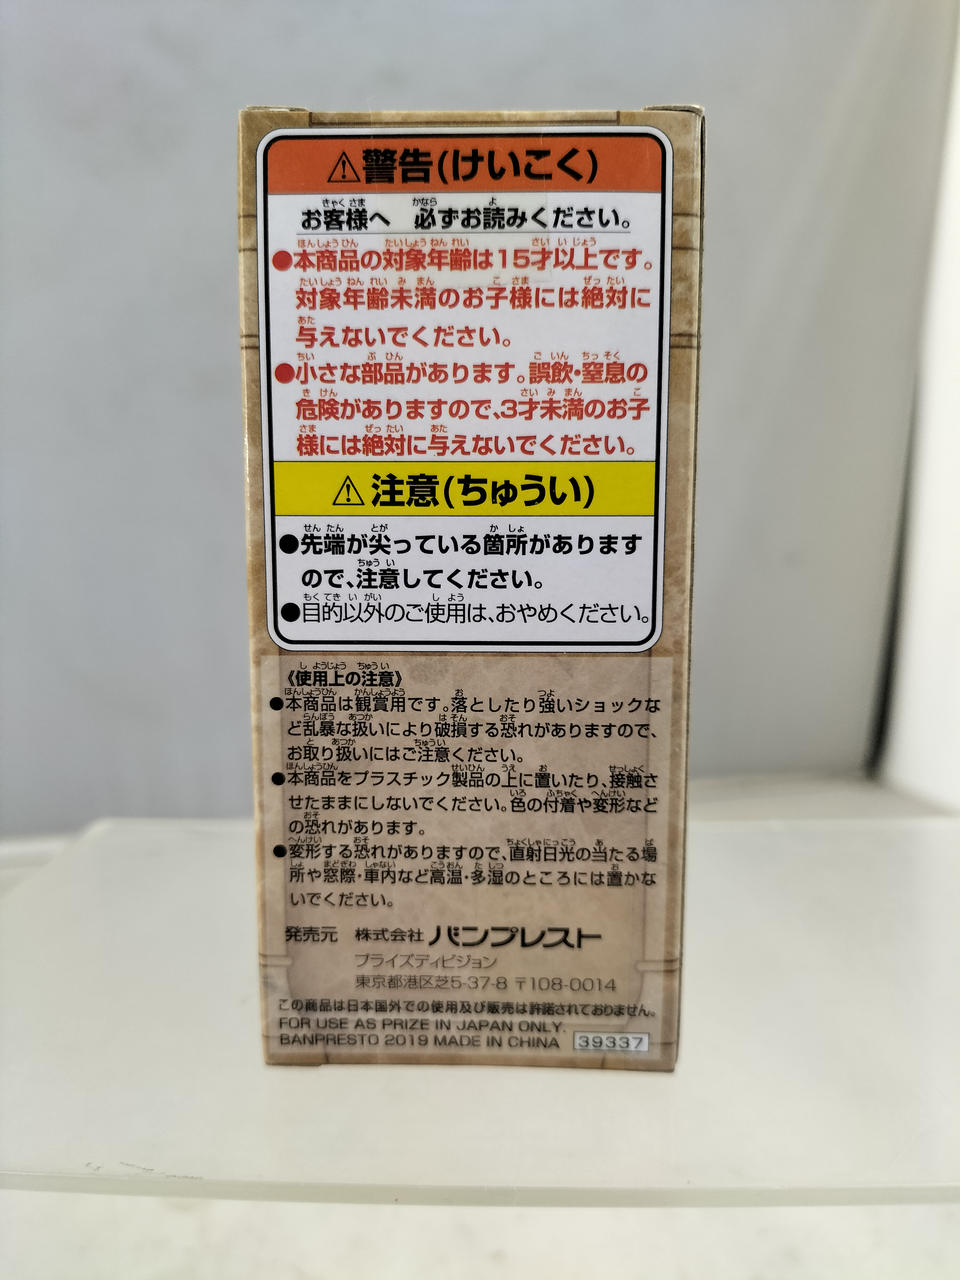 ⚠警告(けいこく)
お客様へ 必ずお読みください。
●本商品の対象年齢は15才以上です。
対象年齢未満のお子様には絶対に
与えないでください。
●小さな部品があります。誤飲・窒息の
危険がありますので、3才未満のお子
様には絶対に与えないでください。
⚠注意(ちゅうい)
●先端が尖っている箇所があります
ので、注意してください。
●目的以外のご使用は、おやめください。
《使用上の注意》
●本商品は観賞用です。落としたり強いショックな
ど乱暴な扱いにより破損する恐れがありますので、
お取り扱いにはご注意ください。
●本商品をプラスチック製品の上に置いたり、接触さ
せたままにしないでください。色の付着や変形など
の恐れがあります。
●変形する恐れがありますので、直射日光の当たる場
所や窓際・車内など高温・多湿のところには置かな
いでください。
発売元 株式会社 バンプレスト
プライズディビジョン
東京都港区芝5-37-8 〒108-0014
この商品は日本国外での使用及び販売は許諾されておりません。
FOR USE AS PRIZE IN JAPAN ONLY.
BANPRESTO 2019 MADE IN CHINA 39337